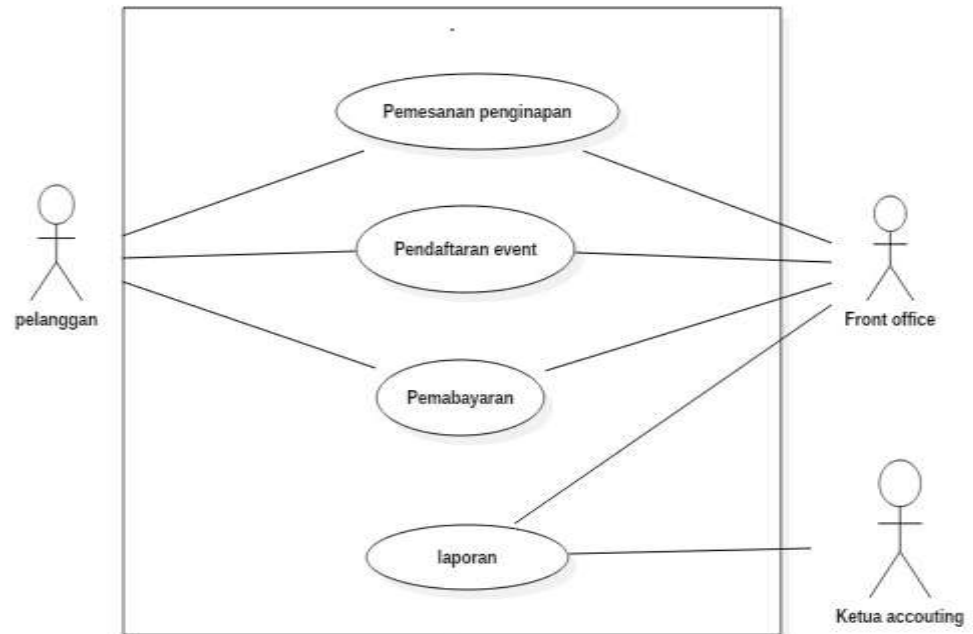 Pemesanan penginapan
Pendaftaran event
pelanggan
Front office
Pemabayaran
laporan
Ketua accouting